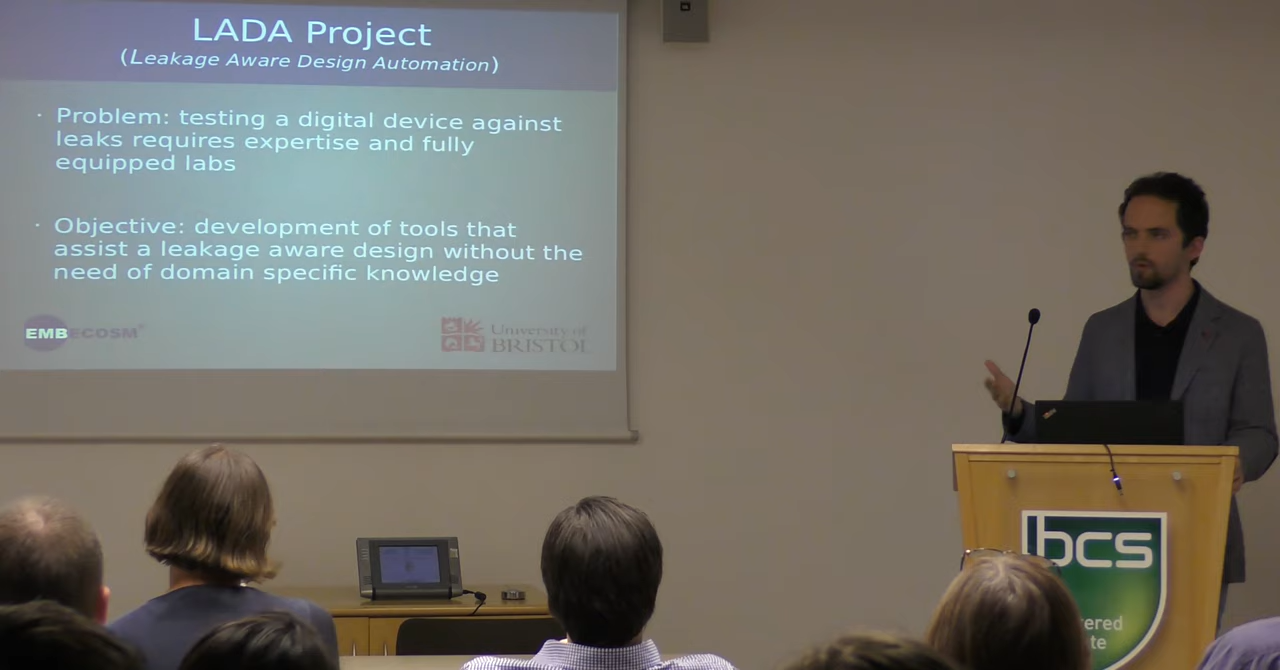 LADA Project
(Leakage Aware Design Automation)
· Problem: testing a digital device against
leaks requires expertise and fully
equipped labs
· Objective: development of tools that
assist a leakage aware design without the
need of domain specific knowledge
EMBECOSM®
University of
BRISTOL
bcs
ered
te